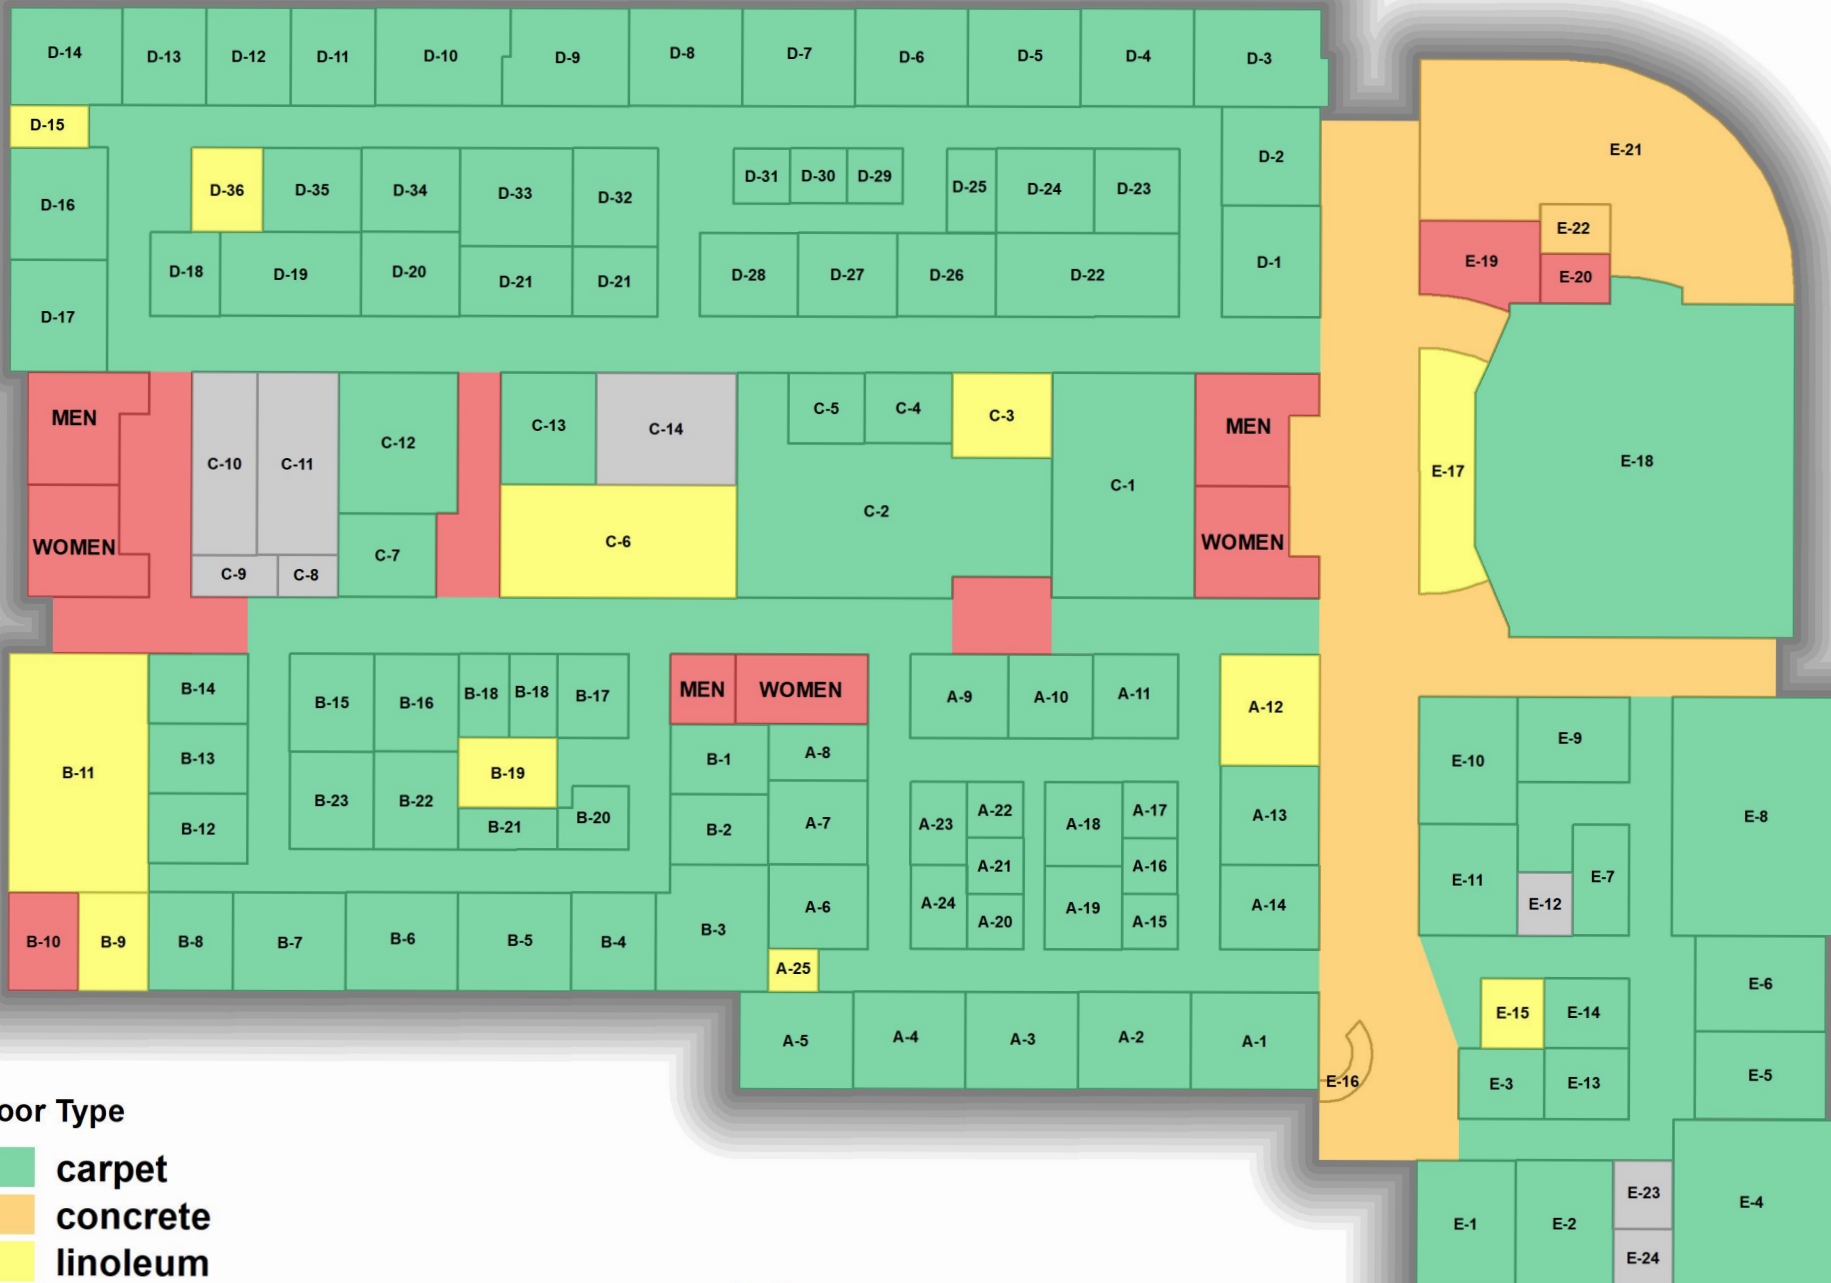 D-14 D-13 D-12 D-11 D-10 D-9 D-8 D-7 D-6 D-5 D-4 D-3
D-15
D-2
E-21
D-36 D-35 D-34 D-33 D-32 D-31 D-30 D-29 D-25 D-24 D-23
D-16
E-22
D-18 D-19 D-20 D-21 D-21 D-28 D-27 D-26 D-22 D-1
E-19 E-20
D-17
MEN
C-12 C-13 C-14 C-5 C-4 C-3
MEN
C-10 C-11
C-1
E-17 E-18
C-2
WOMEN
C-7 C-6
WOMEN
C-9 C-8
B-14 B-15 B-16 B-18 B-18 B-17 MEN WOMEN A-9 A-10 A-11 A-12
E-10 E-9
B-11 B-13 B-19 B-1 A-8
B-12 B-23 B-22 B-21 B-20 B-2 A-7 A-23 A-22 A-18 A-17 A-13
E-8
A-21 A-16
E-11 E-7
E-12
A-6 A-24 A-20 A-19 A-15 A-14
B-10 B-9 B-8 B-7 B-6 B-5 B-4 B-3
A-25
E-6
E-15 E-14
A-5 A-4 A-3 A-2 A-1
E-16 E-3 E-13 E-5
oor Type
carpet
concrete
linoleum
E-23
E-1 E-2 E-4
E-24